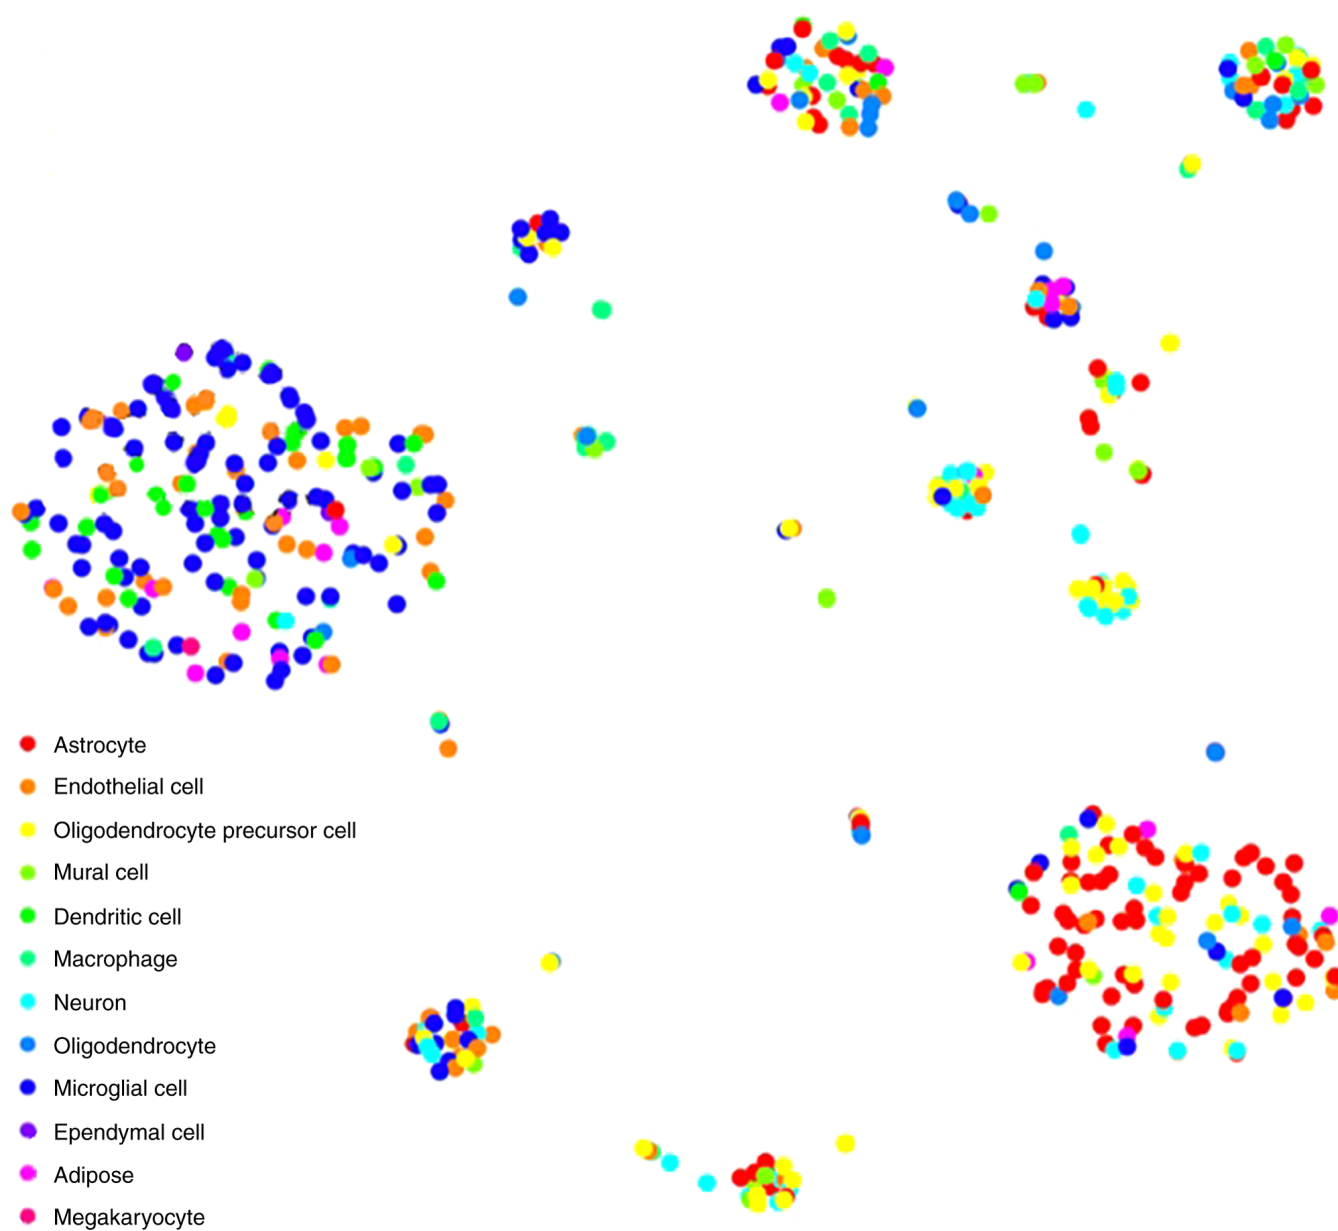 Astrocyte
Endothelial cell
Oligodendrocyte precursor cell
Mural cell
Dendritic cell
Macrophage
Neuron
Oligodendrocyte
Microglial cell
Ependymal cell
Adipose
Megakaryocyte